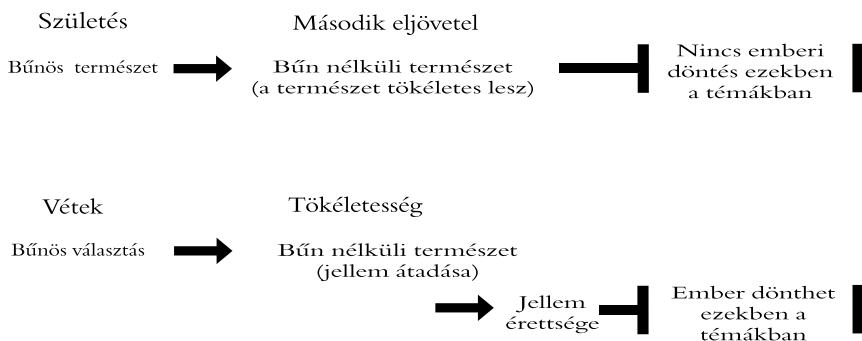 Születés
Második eljövetel
Bűnös természet
Bűn nélküli természet
(a természet tökéletes lesz)
Nincs emberi
döntés ezekben
a témákban
Vétek
Tökéletesség
Bűnös választás
Bűn nélküli természet
(jellem átadása)
Jellem
érettsége
Ember dönthet
ezekben a
témákban